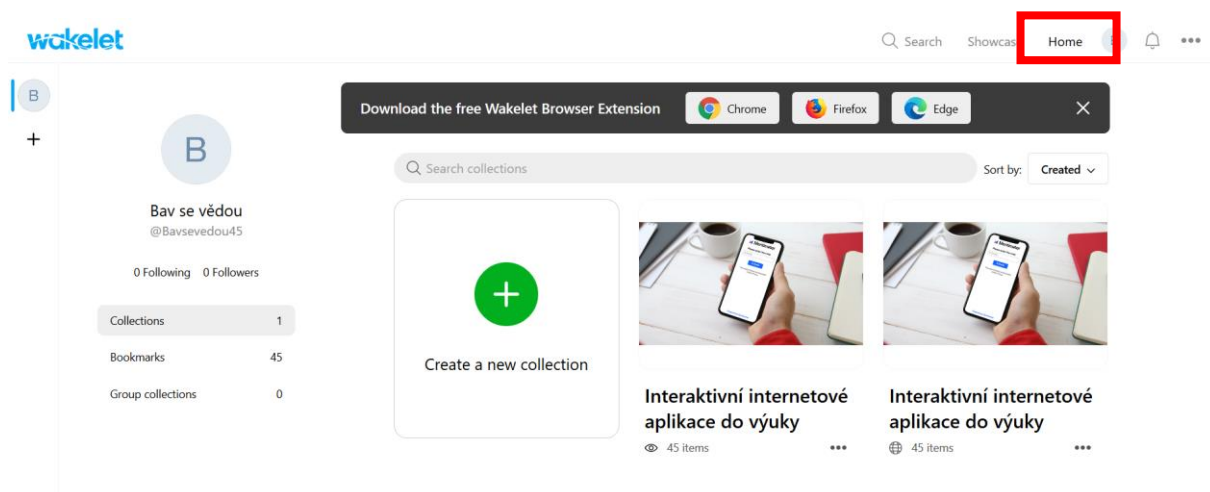 wakelet
Search Showcas Home
B
Download the free Wakelet Browser Extension Chrome Firefox Edge
B
Search collections Sort by: Created
Bav se vědou
@Bavsevedou45
0 Following 0 Followers
Collections 1
Bookmarks 45
Group collections 0
Create a new collection
Interaktivní internetové
aplikace do výuky
45 items
Interaktivní internetové
aplikace do výuky
45 items